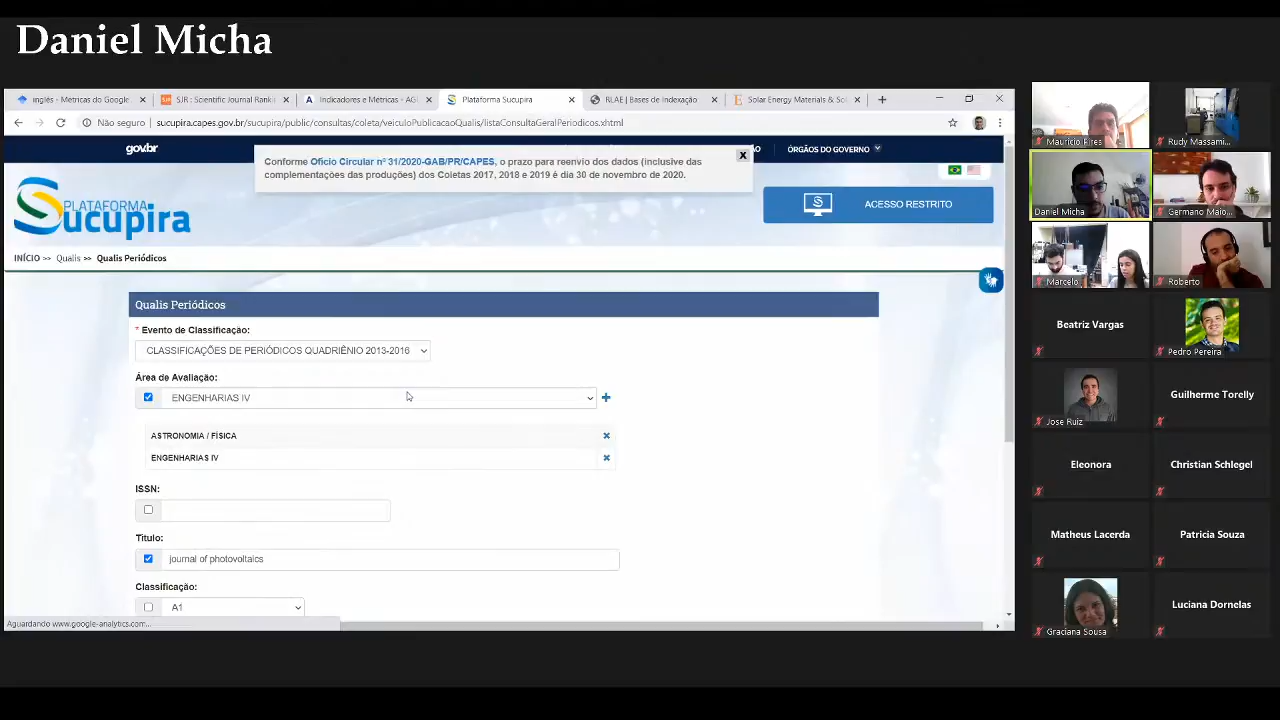 Daniel Micha
inglês - Métricas do Google
SJR : Scientific Journal Ranki
Indicadores e Métricas - AG
Plataforma Sucupira
RLAE | Bases de Indexação
Solar Energy Materials & So
Não seguro
sucupira.capes.gov.br/sucupira/public/consultas/coleta/veiculoPublicacaoQualis/listaConsultaGeralPeriodicos.xhtml
govbr
ÓRGÃOS DO GOVERNO
Conforme Ofício Circular nº 31/2020-GAB/PR/CAPES, o prazo para reenvio dos dados (inclusive das
complementações das produções) dos Coletas 2017, 2018 e 2019 é dia 30 de novembro de 2020.
X
PLATAFORMA
Sucupira
ACESSO RESTRITO
INÍCIO >> Qualis >> Qualis Periódicos
Qualis Periódicos
* Evento de Classificação:
CLASSIFICAÇÕES DE PERIÓDICOS QUADRIÊNIO 2013-2016
Área de Avaliação:
ENGENHARIAS IV
ASTRONOMIA / FÍSICA
ENGENHARIAS IV
ISSN:
Título:
journal of photovoltaics
Classificação:
A1
Aguardando www.google-analytics.com...
Mauricio Pires
Rudy Massami...
Daniel Micha
Germano Maio...
Marcelo
Roberto
Beatriz Vargas
Pedro Pereira
Jose Ruiz
Guilherme Torelly
Eleonora
Christian Schlegel
Matheus Lacerda
Patricia Souza
Graciana Sousa
Luciana Dornelas